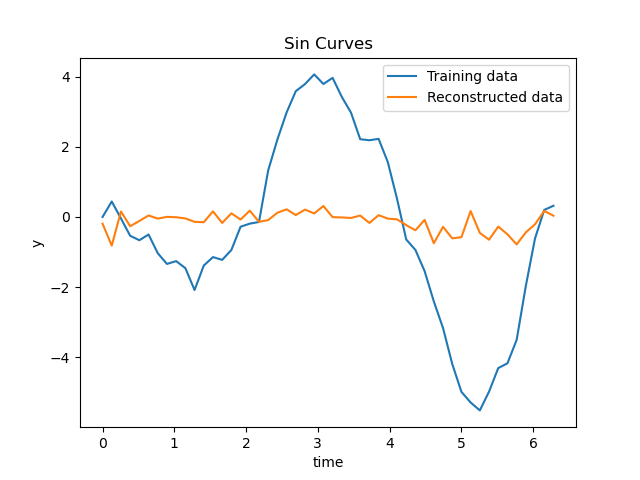 Sin Curves
Training data
Reconstructed data
y
4
2
0
−2
−4
0 1 2 3 4 5 6
time